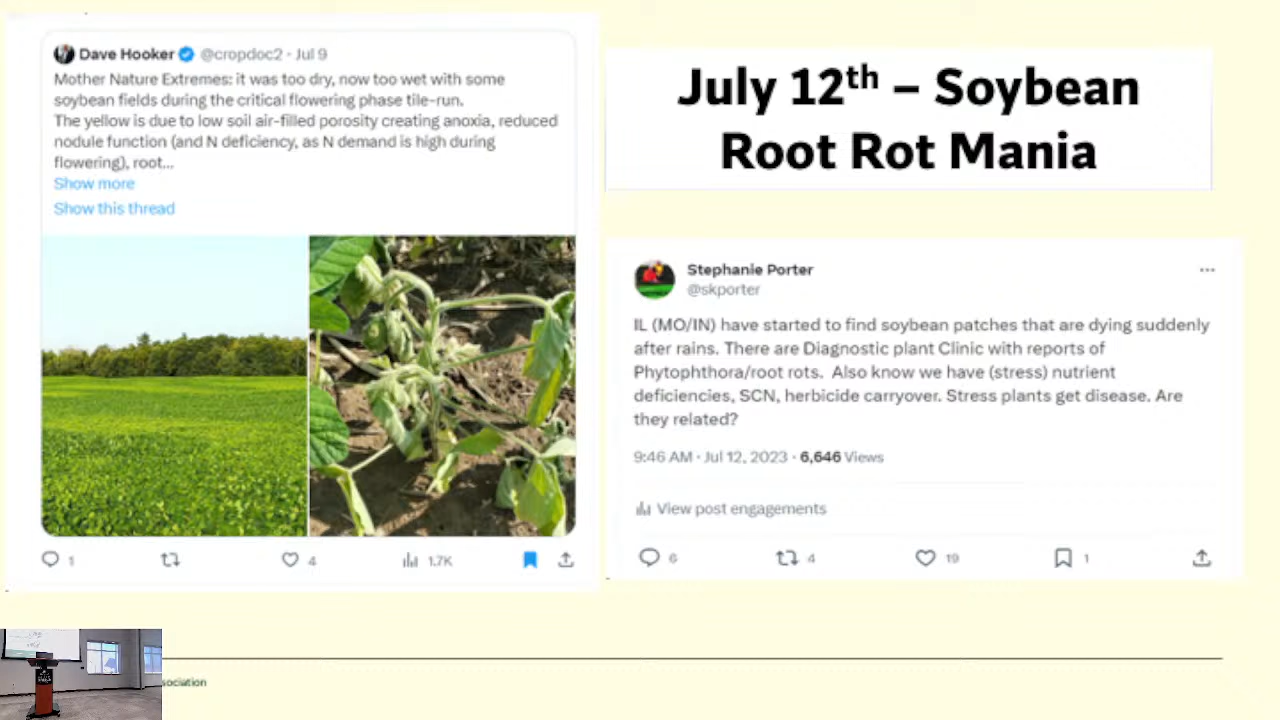 Dave Hooker @cropdoc2 · Jul 9
Mother Nature Extremes: it was too dry, now too wet with some
soybean fields during the critical flowering phase tile-run.
The yellow is due to low soil air-filled porosity creating anoxia, reduced
nodule function (and N deficiency, as N demand is high during
flowering), root...
Show more
Show this thread
1
4
1.7K
July 12th – Soybean
Root Rot Mania
Stephanie Porter
@skporter
IL (MO/IN) have started to find soybean patches that are dying suddenly
after rains. There are Diagnostic plant Clinic with reports of
Phytophthora/root rots. Also know we have (stress) nutrient
deficiencies, SCN, herbicide carryover. Stress plants get disease. Are
they related?
9:46 AM · Jul 12, 2023 · 6,646 Views
View post engagements
6
4
19
1
sociation